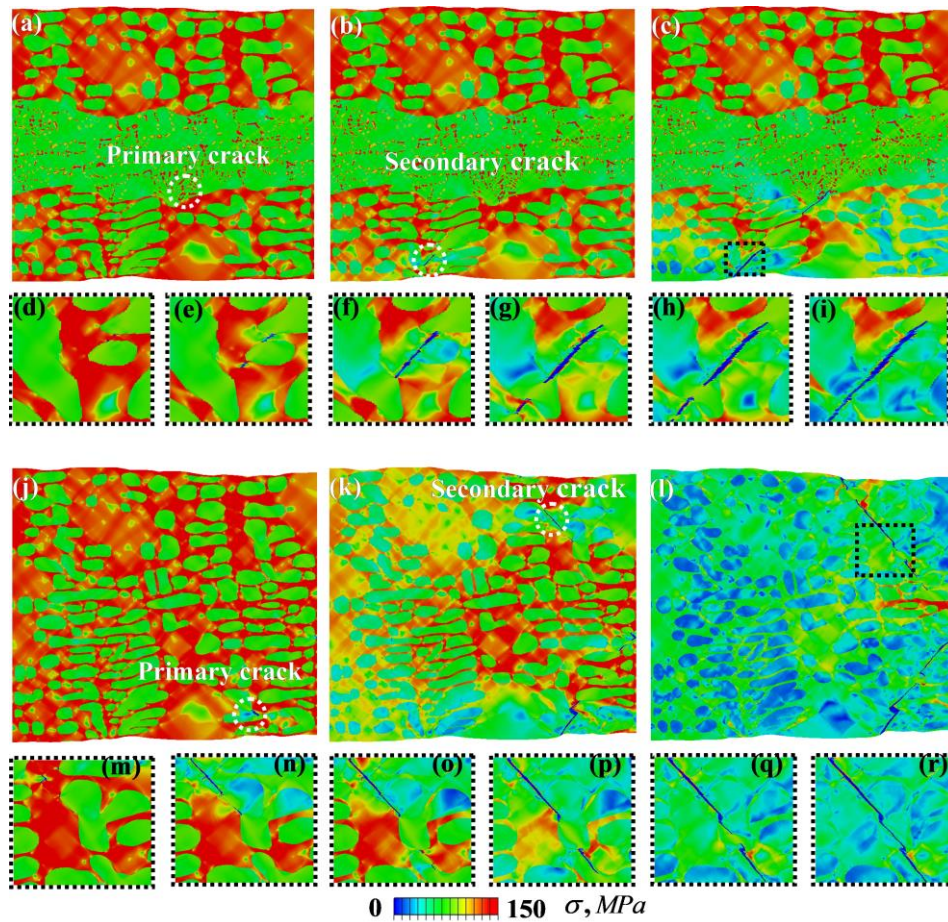 (a) (b) (c)
Primary crack Secondary crack
(d) (e) (f) (g) (h) (i)
(j) (k) (l)
Secondary crack
Primary crack
(m) (n) (o) (p) (q) (r)
0 150 σ, MPa